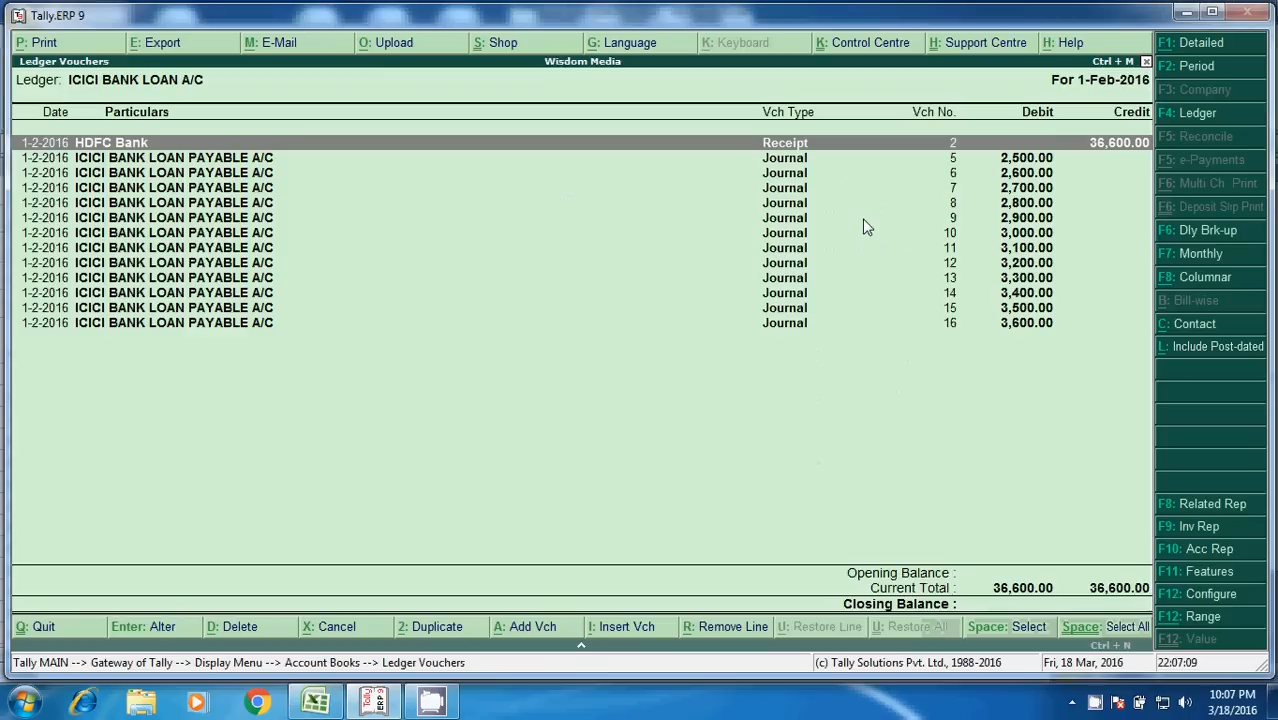 Tally.ERP 9
P: Print E: Export M: E-Mail O: Upload S: Shop G: Language K: Keyboard K: Control Centre H: Support Centre H: Help
Ledger Vouchers Wisdom Media Ctrl + M
Ledger: ICICI BANK LOAN A/C For 1-Feb-2016
Date Particulars Vch Type Vch No. Debit Credit
1-2-2016 HDFC Bank Receipt 2 36,600.00
1-2-2016 ICICI BANK LOAN PAYABLE A/C Journal 5 2,500.00
1-2-2016 ICICI BANK LOAN PAYABLE A/C Journal 6 2,600.00
1-2-2016 ICICI BANK LOAN PAYABLE A/C Journal 7 2,700.00
1-2-2016 ICICI BANK LOAN PAYABLE A/C Journal 8 2,800.00
1-2-2016 ICICI BANK LOAN PAYABLE A/C Journal 9 2,900.00
1-2-2016 ICICI BANK LOAN PAYABLE A/C Journal 10 3,000.00
1-2-2016 ICICI BANK LOAN PAYABLE A/C Journal 11 3,100.00
1-2-2016 ICICI BANK LOAN PAYABLE A/C Journal 12 3,200.00
1-2-2016 ICICI BANK LOAN PAYABLE A/C Journal 13 3,300.00
1-2-2016 ICICI BANK LOAN PAYABLE A/C Journal 14 3,400.00
1-2-2016 ICICI BANK LOAN PAYABLE A/C Journal 15 3,500.00
1-2-2016 ICICI BANK LOAN PAYABLE A/C Journal 16 3,600.00
Opening Balance :
Current Total : 36,600.00 36,600.00
Closing Balance :
Q: Quit Enter: Alter D: Delete X: Cancel 2: Duplicate A: Add Vch I: Insert Vch R: Remove Line U: Restore Line U: Restore All Space: Select Space: Select All
F1: Detailed
F2: Period
F3: Company
F4: Ledger
F5: Reconcile
F5: e-Payments
F6: Multi Ch Print
F6: Deposit Slip Print
F6: Dly Brk-up
F7: Monthly
F8: Columnar
B: Bill-wise
C: Contact
L: Include Post-dated
F8: Related Rep
F9: Inv Rep
F10: Acc Rep
F11: Features
F12: Configure
F12: Range
F12: Value
Ctrl + N
Tally MAIN --> Gateway of Tally --> Display Menu --> Account Books --> Ledger Vouchers (c) Tally Solutions Pvt. Ltd., 1988-2016 Fri, 18 Mar, 2016 22:07:09
10:07 PM
3/18/2016